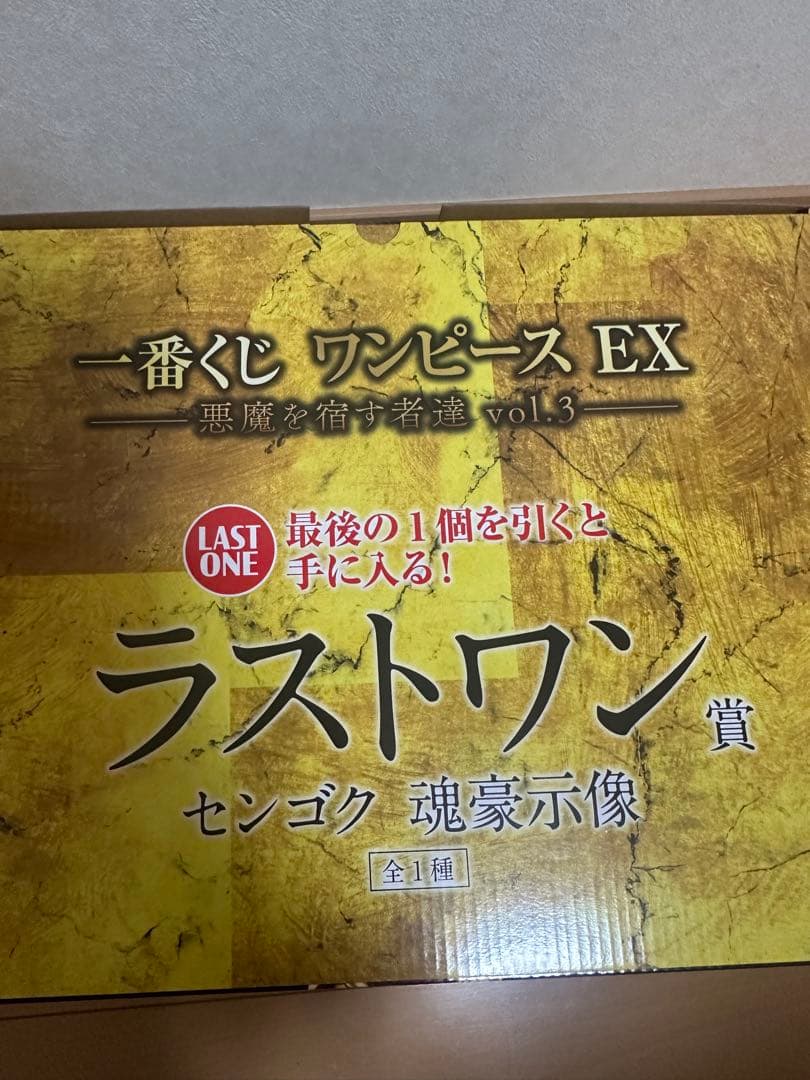 一番くじ ワンピース EX
悪魔を宿す者達 vol.3
LAST
ONE
最後の1個を引くと
手に入る!
ラストワン賞
センゴク 魂豪示像
全1種